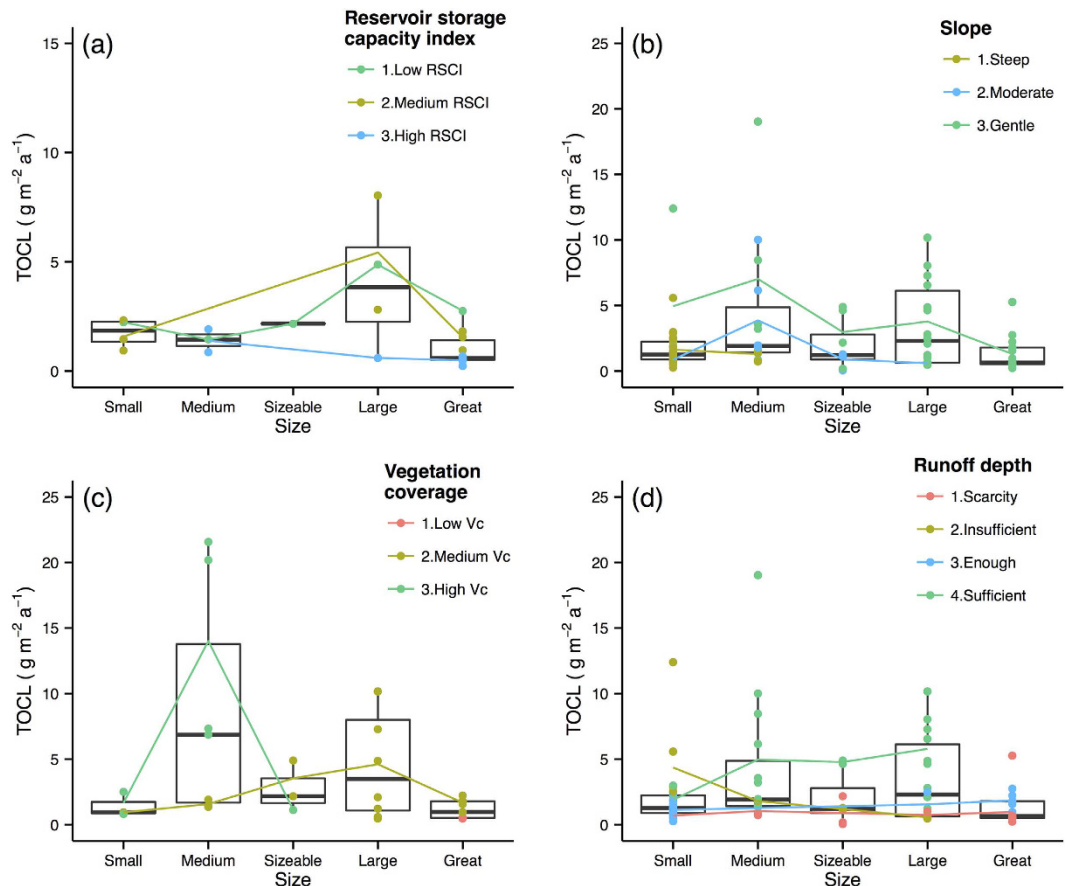 (a)
Reservoir storage
capacity index
1.Low RSCI
2.Medium RSCI
3.High RSCI
15
10
5
0
TOCL ( g m⁻² a⁻¹)
Small Medium Sizeable Large Great
Size
(b)
Slope
1.Steep
2.Moderate
3.Gentle
25
20
15
10
5
0
TOCL ( g m⁻² a⁻¹)
Small Medium Sizeable Large Great
Size
(c)
Vegetation
coverage
1.Low Vc
2.Medium Vc
3.High Vc
25
20
15
10
5
0
TOCL ( g m⁻² a⁻¹)
Small Medium Sizeable Large Great
Size
(d)
Runoff depth
1.Scarcity
2.Insufficient
3.Enough
4.Sufficient
25
20
15
10
5
0
TOCL ( g m⁻² a⁻¹)
Small Medium Sizeable Large Great
Size